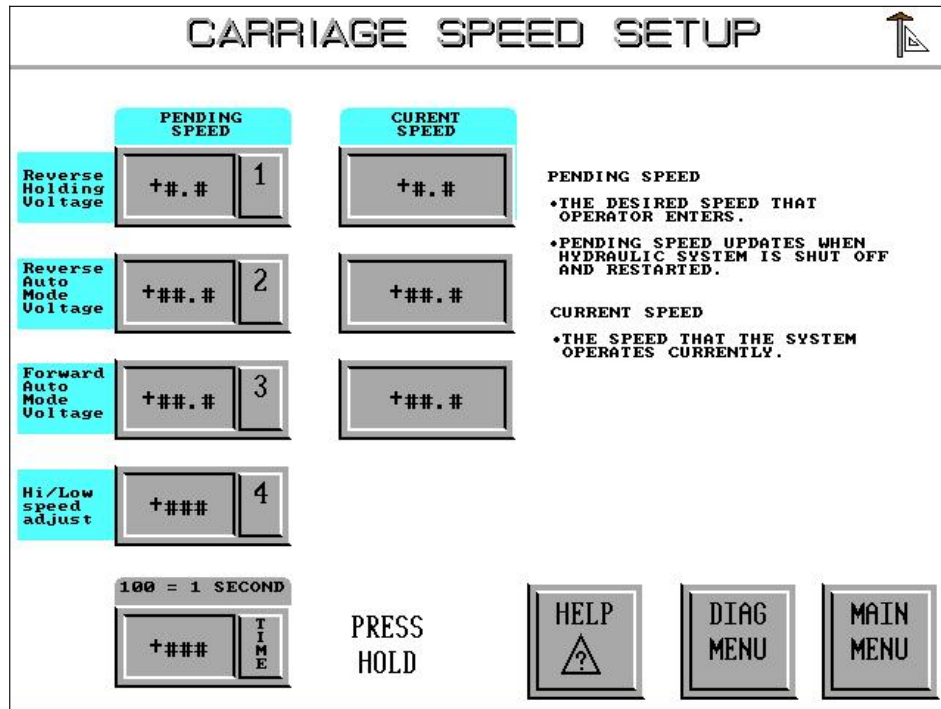 CARRIAGE SPEED SETUP
PENDING
SPEED
CURENT
SPEED
Reverse
Holding
Voltage
+#.#
1
+#.#
Reverse
Auto
Mode
Voltage
+##.#
2
+##.#
Forward
Auto
Mode
Voltage
+##.#
3
+##.#
Hi/Low
speed
adjust
+###
4
100 = 1 SECOND
+###
TIME
PRESS
HOLD
PENDING SPEED
•THE DESIRED SPEED THAT
OPERATOR ENTERS.
•PENDING SPEED UPDATES WHEN
HYDRAULIC SYSTEM IS SHUT OFF
AND RESTARTED.
CURRENT SPEED
•THE SPEED THAT THE SYSTEM
OPERATES CURRENTLY.
HELP
?
DIAG
MENU
MAIN
MENU